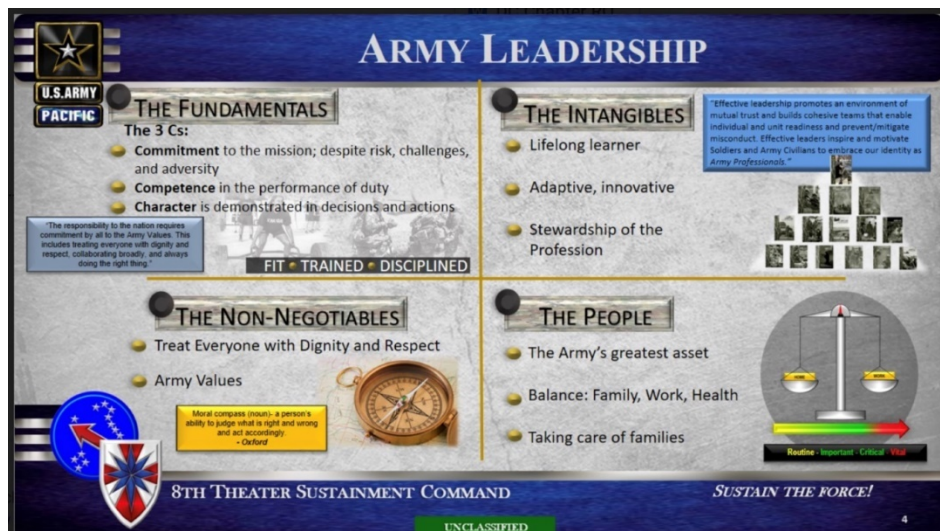 ARMY LEADERSHIP
U.S.ARMY
PACIFIC
THE FUNDAMENTALS
The 3 Cs:
Commitment to the mission; despite risk, challenges,
and adversity
Competence in the performance of duty
Character is demonstrated in decisions and actions
"The responsibility to the nation requires
commitment by all to the Army Values. This
includes treating everyone with dignity and
respect, collaborating broadly, and always
doing the right thing."
FIT TRAINED DISCIPLINED
THE INTANGIBLES
Lifelong learner
Adaptive, innovative
Stewardship of the
Profession
"Effective leadership promotes an environment of
mutual trust and builds cohesive teams that enable
individual and unit readiness and prevent/mitigate
misconduct. Effective leaders inspire and motivate
Soldiers and Army Civilians to embrace our identity as
Army Professionals."
THE NON-NEGOTIABLES
Treat Everyone with Dignity and Respect
Army Values
Moral compass (noun)- a person's
ability to judge what is right and wrong
and act accordingly.
- Oxford
THE PEOPLE
The Army's greatest asset
Balance: Family, Work, Health
Taking care of families
Routine - Important - Critical - Vital
8TH THEATER SUSTAINMENT COMMAND
SUSTAIN THE FORCE!
UNCLASSIFIED
4